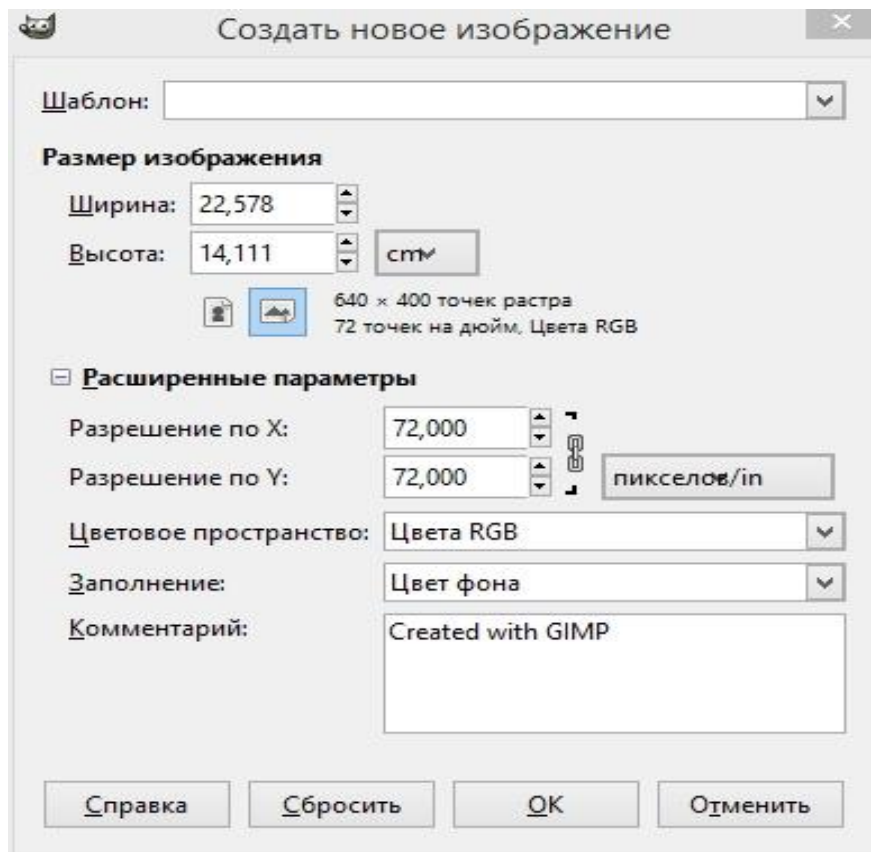 Создать новое изображение
Шаблон:
Размер изображения
Ширина: 22,578
Высота: 14,111 cm
640 × 400 точек растра
72 точек на дюйм, Цвета RGB
Расширенные параметры
Разрешение по X: 72,000
Разрешение по Y: 72,000 пикселов/in
Цветовое пространство: Цвета RGB
Заполнение: Цвет фона
Комментарий: Created with GIMP
Справка Сбросить OK Отменить